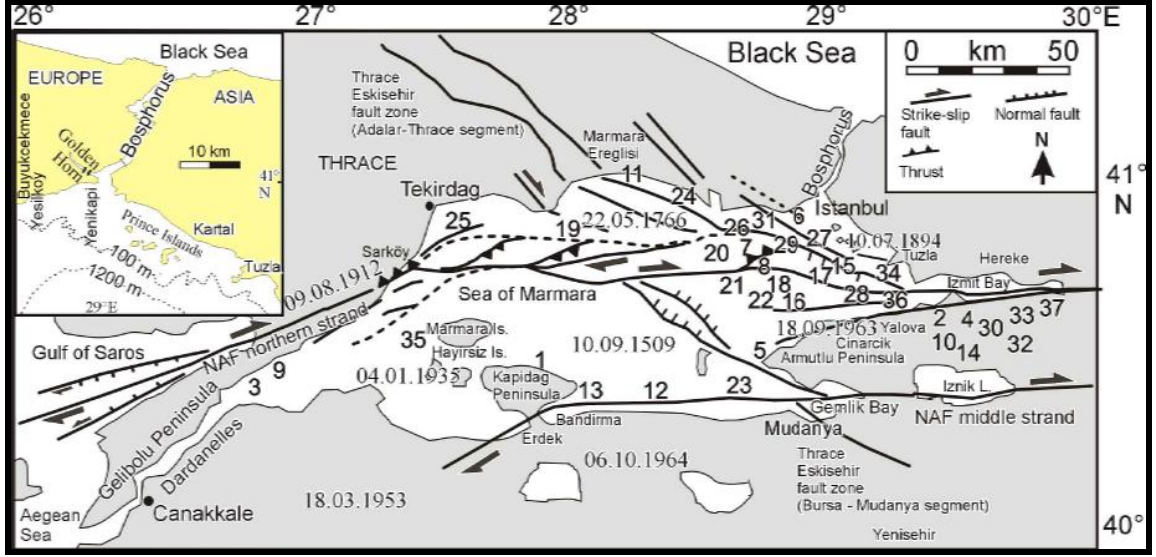 26°
27°
28°
29°
30°E
Black Sea
EUROPE
ASIA
Bosphorus
Buyukcekmece
Yesilkoy
Golden
Horn
Yenikapi
10 km
41°
N
Prince Islands
Kartal
Tuzla
100 m
1200 m
29°E
Black Sea
0 km 50
Strike-slip
fault
Normal fault
Thrust
N
41°
N
40°
Thrace
Eskisehir
fault zone
(Adalar-Thrace segment)
THRACE
Marmara
Ereglisi
Bosphorus
Tekirdag
Istanbul
11
24
25
19
22.05.1766
26
31
6
27
10.07.1894
Tuzla
Hereke
Sarköy
20
7
29
15
34
8
17
Izmit Bay
09.08.1912
Sea of Marmara
21
18
22
16
28
36
37
Gulf of Saros
NAF northern strand
35
Marmara Is.
Hayirsiz Is.
18.09.1963
Yalova
Cinarcik
Armutlu Peninsula
2
4
33
30
10
14
32
10.09.1509
5
3
9
04.01.1935
1
Kapidag
Peninsula
13
12
23
Iznik L.
Gelibolu Peninsula
Dardanelles
Bandirma
Erdek
Gemlik Bay
NAF middle strand
Mudanya
06.10.1964
18.03.1953
Thrace
Eskisehir
fault zone
(Bursa - Mudanya segment)
Canakkale
Aegean
Sea
Yenisehir